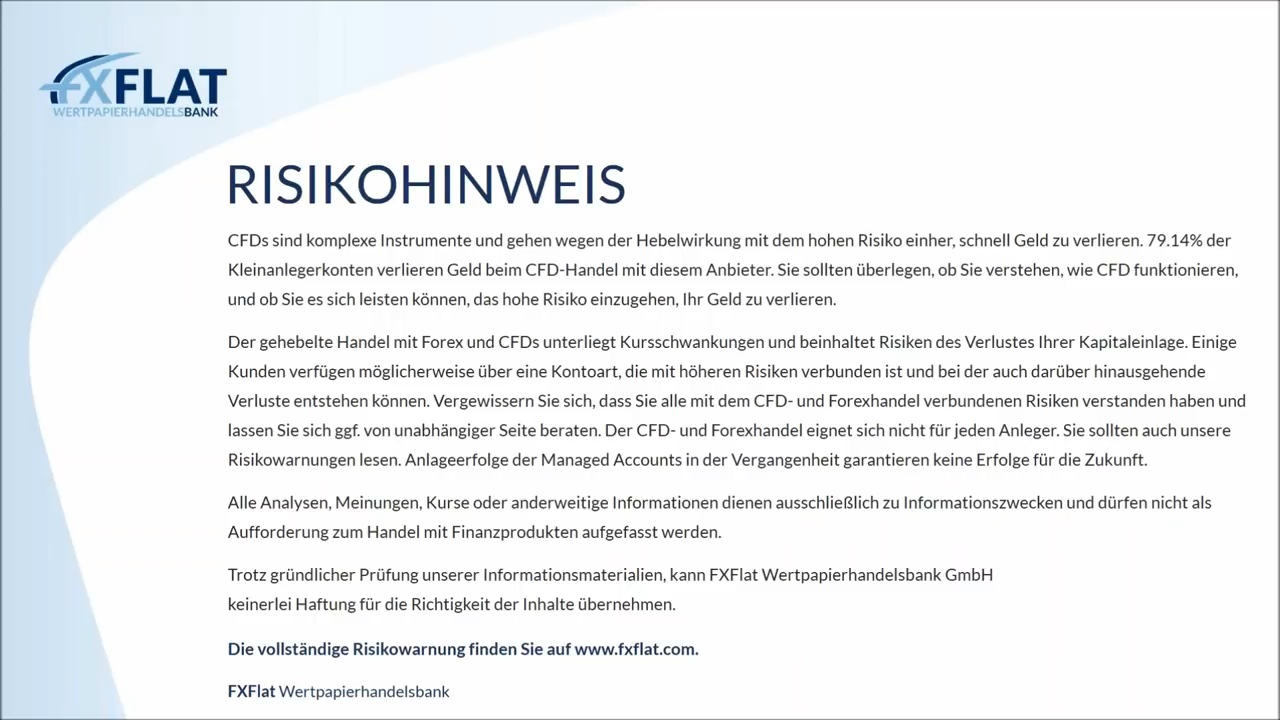 FXFLAT
WERTPAPIERHANDELSBANK
RISIKOHINWEIS
CFDs sind komplexe Instrumente und gehen wegen der Hebelwirkung mit dem hohen Risiko einher, schnell Geld zu verlieren. 79.14% der
Kleinanlegerkonten verlieren Geld beim CFD-Handel mit diesem Anbieter. Sie sollten überlegen, ob Sie verstehen, wie CFD funktionieren,
und ob Sie es sich leisten können, das hohe Risiko einzugehen, Ihr Geld zu verlieren.
Der gehebelte Handel mit Forex und CFDs unterliegt Kursschwankungen und beinhaltet Risiken des Verlustes Ihrer Kapitaleinlage. Einige
Kunden verfügen möglicherweise über eine Kontoart, die mit höheren Risiken verbunden ist und bei der auch darüber hinausgehende
Verluste entstehen können. Vergewissern Sie sich, dass Sie alle mit dem CFD- und Forexhandel verbundenen Risiken verstanden haben und
lassen Sie sich ggf. von unabhängiger Seite beraten. Der CFD- und Forexhandel eignet sich nicht für jeden Anleger. Sie sollten auch unsere
Risikowarnungen lesen. Anlageerfolge der Managed Accounts in der Vergangenheit garantieren keine Erfolge für die Zukunft.
Alle Analysen, Meinungen, Kurse oder anderweitige Informationen dienen ausschließlich zu Informationszwecken und dürfen nicht als
Aufforderung zum Handel mit Finanzprodukten aufgefasst werden.
Trotz gründlicher Prüfung unserer Informationsmaterialien, kann FXFlat Wertpapierhandelsbank GmbH
keinerlei Haftung für die Richtigkeit der Inhalte übernehmen.
Die vollständige Risikowarnung finden Sie auf www.fxflat.com.
FXFlat Wertpapierhandelsbank